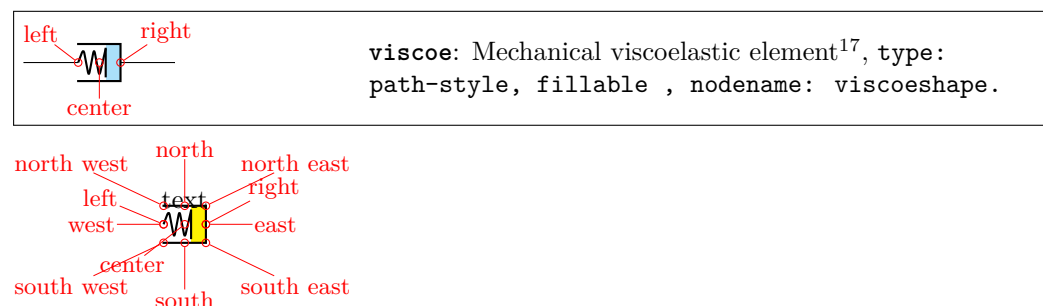 left
right
center
viscoe: Mechanical viscoelastic element17, type:
path-style, fillable , nodename: viscoeshape.
north west
north
north east
left
text
right
west
east
center
south west
south
south east